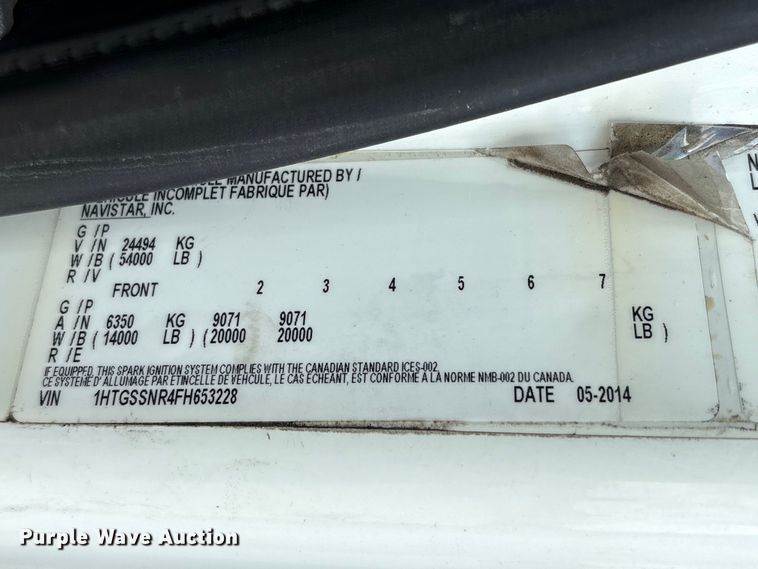 MANUFACTURED BY /
VEHICULE INCOMPLET FABRIQUE PAR)
NAVISTAR, INC.
G / P
V / N 24494 KG
W / B ( 54000 LB )
R / V
FRONT 2 3 4 5 6 7
G / P
A / N 6350 KG 9071 9071 KG
W / B ( 14000 LB ) ( 20000 20000 LB )
R / E
IF EQUIPPED, THIS SPARK IGNITION SYSTEM COMPLIES WITH THE CANADIAN STANDARD ICES-002
CE SYSTEME D'ALLUMAGE PAR ETINCELLE DE VEHICULE, LE CAS ECHEANT, EST CONFORME A LA NORME NMB-002 DU CANADA.
VIN 1HTGSSNR4FH653228 DATE 05-2014
Purple Wave Auction